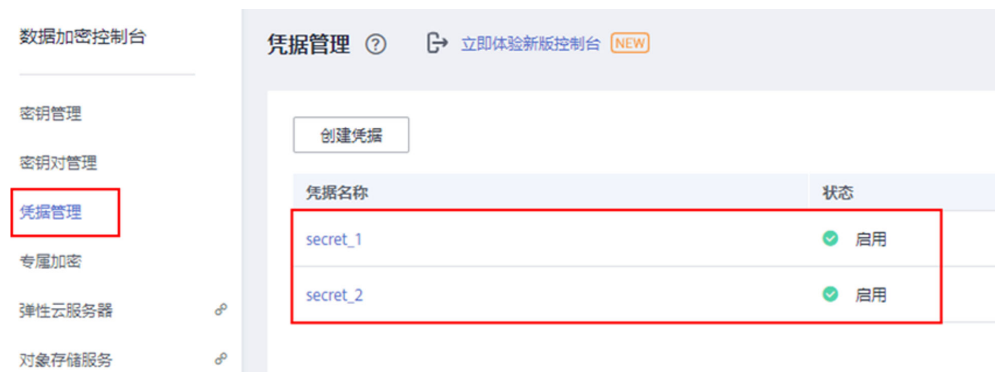 数据加密控制台
密钥管理
密钥对管理
凭据管理
专属加密
弹性云服务器
对象存储服务
凭据管理 ? 立即体验新版控制台 NEW
创建凭据
凭据名称 状态
secret_1 启用
secret_2 启用